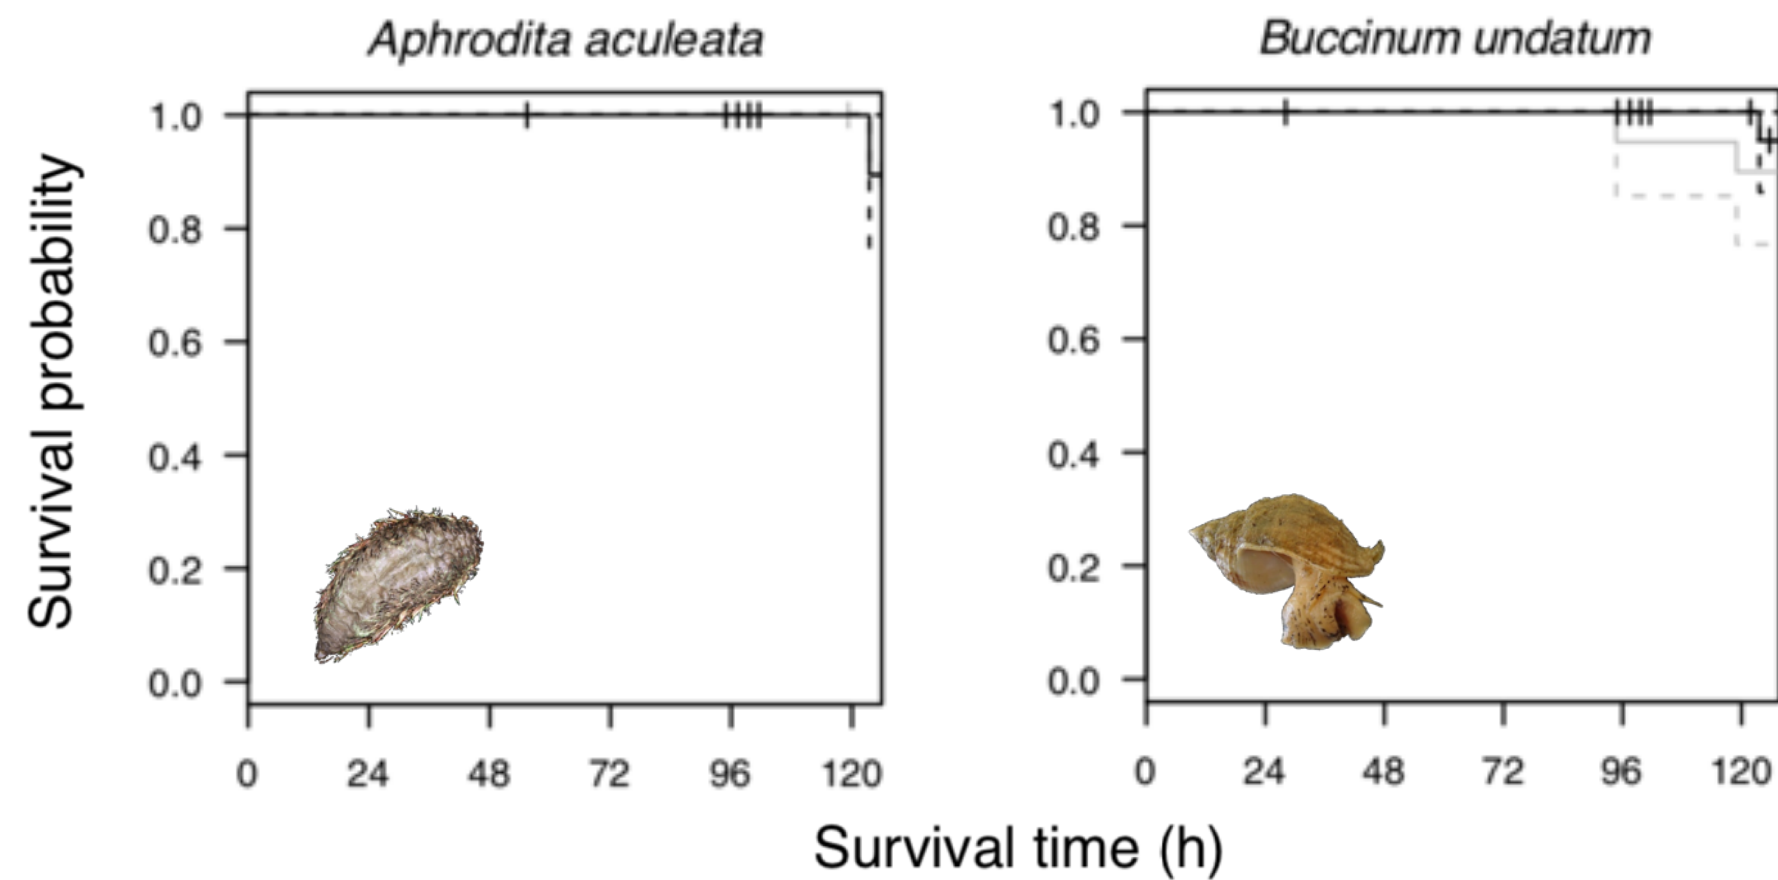 Aphrodita aculeata
Buccinum undatum
Survival probability
1.0
0.8
0.6
0.4
0.2
0.0
0 24 48 72 96 120
1.0
0.8
0.6
0.4
0.2
0.0
0 24 48 72 96 120
Survival time (h)